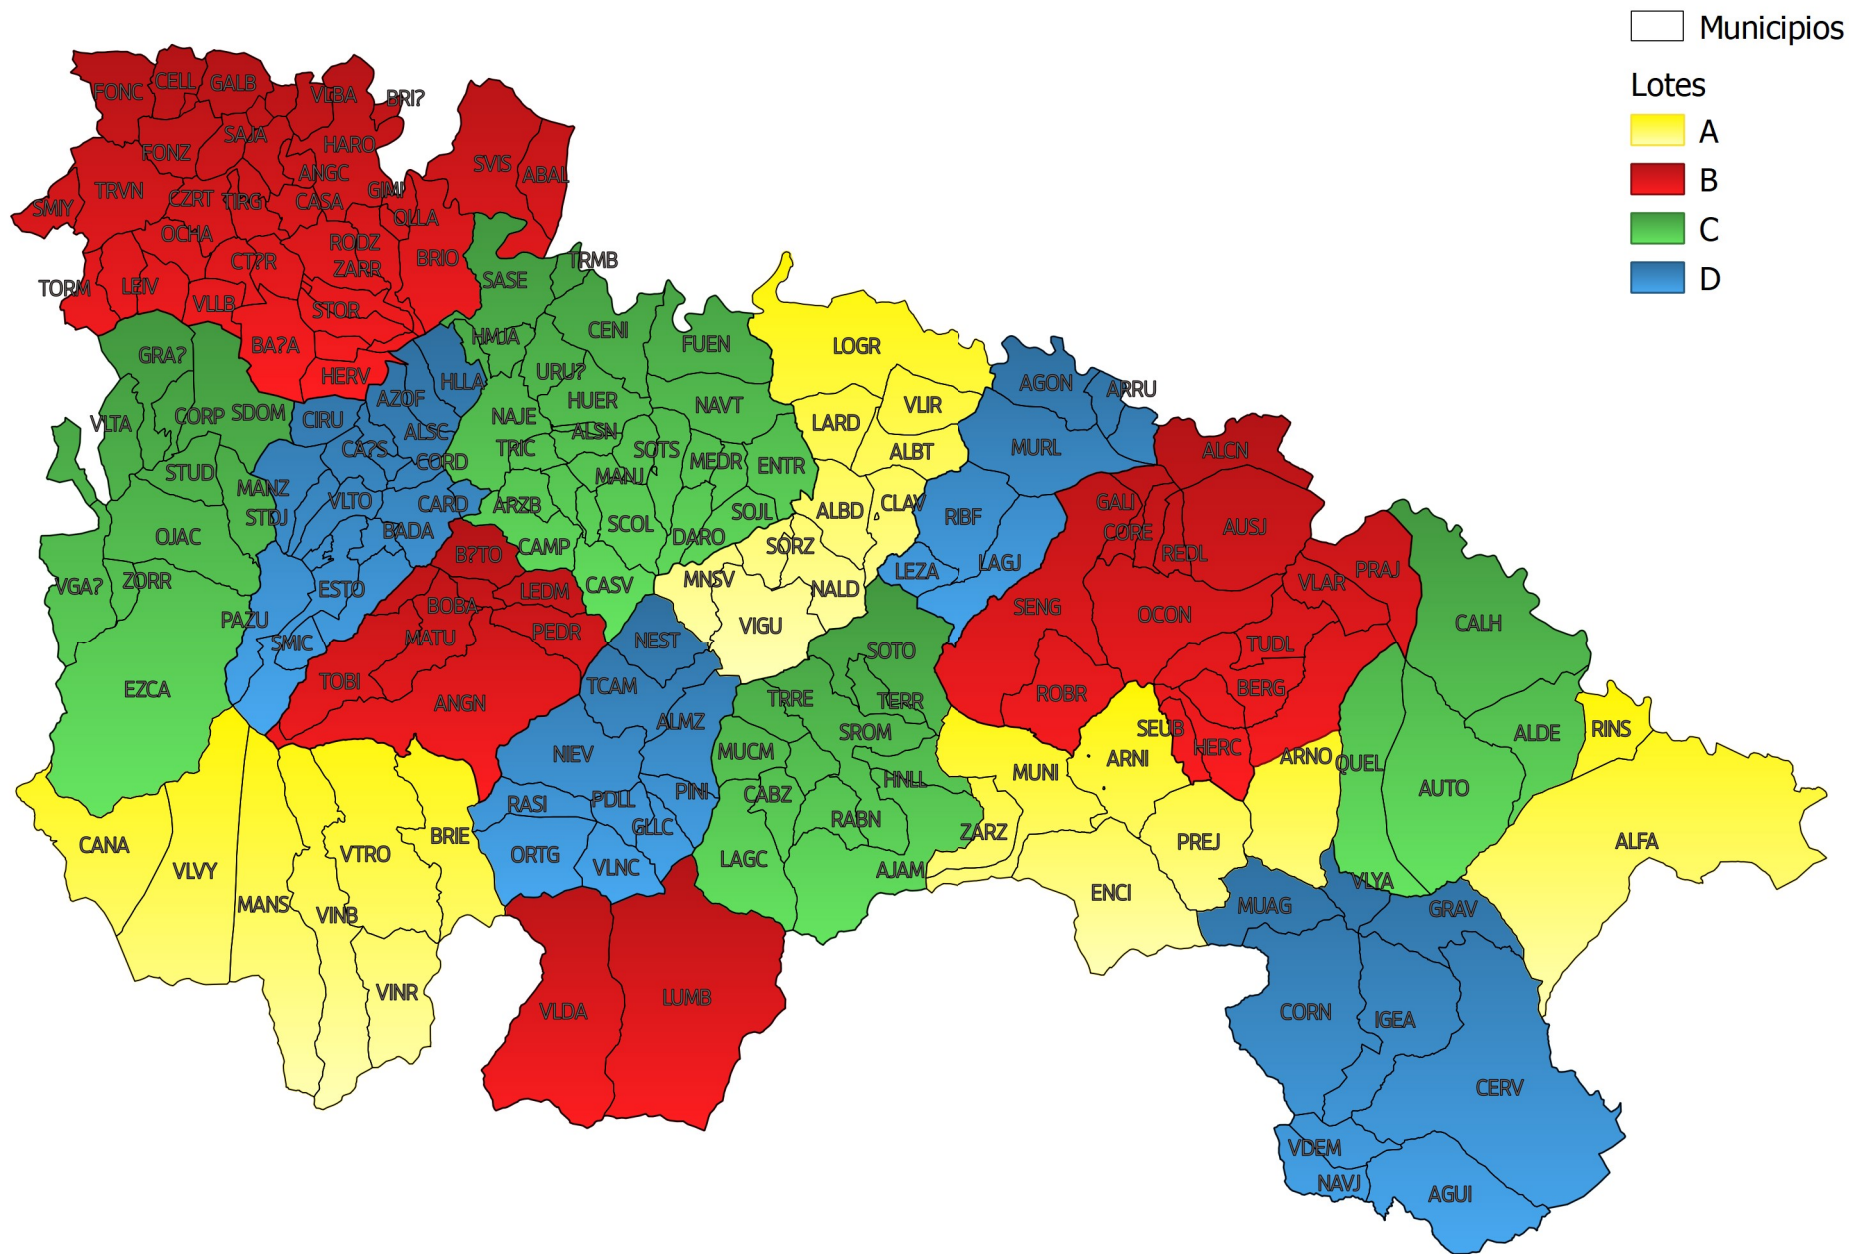 Municipios
Lotes
A
B
C
D
FONC
CELL
GALB
VLBA
BRI?
SAJA
HARO
FONZ
ANGC
SVIS
ABAL
TRVN
CZRT
TIRG
CASA
GIMI
SMIY
OLLA
OCHA
RODZ
BRIO
CT?R
ZARR
TRMB
SASE
TORM
LEIV
VLLB
STOR
HMJA
CENI
FUEN
LOGR
GRA?
BA?A
HERV
HLLA
URU?
AGON
ARRU
AZOF
HUER
NAVT
VLIR
VLTA
CORP
SDOM
CIRU
NAJE
LARD
ALSC
ALSN
CA?S
TRIC
SOTS
ALBT
MURL
ALCN
STUD
CORD
MEDR
ENTR
MANJ
MANZ
VLTO
CARD
ARZB
ALBD
CLAV
GALI
STDJ
SCOL
SOJL
RIBF
CORE
AUSJ
OJAC
BADA
DARO
B?TO
CAMP
SORZ
REDL
LEZA
LAGJ
VGA?
ZORR
ESTO
LEDM
CASV
MNSV
NALD
VLAR
PRAJ
BOBA
SENG
OCON
PAZU
MATU
PEDR
VIGU
CALH
SMIC
NEST
SOTO
TUDL
TOBI
EZCA
TCAM
BERG
ANGN
TRRE
TERR
ROBR
ALMZ
SROM
SEUB
ALDE
RINS
NIEV
MUCM
HERC
ARNO
QUEL
MUNI
ARNI
HNLL
RASI
PDLL
PINI
CABZ
AUTO
GLLC
RABN
ZARZ
CANA
BRIE
VTRO
ORTG
VLNC
LAGC
AJAM
PREJ
ALFA
VLVY
VLYA
ENCI
MANS
VINB
MUAG
GRAV
VINR
LUMB
VLDA
CORN
IGEA
CERV
VDEM
NAVJ
AGUI